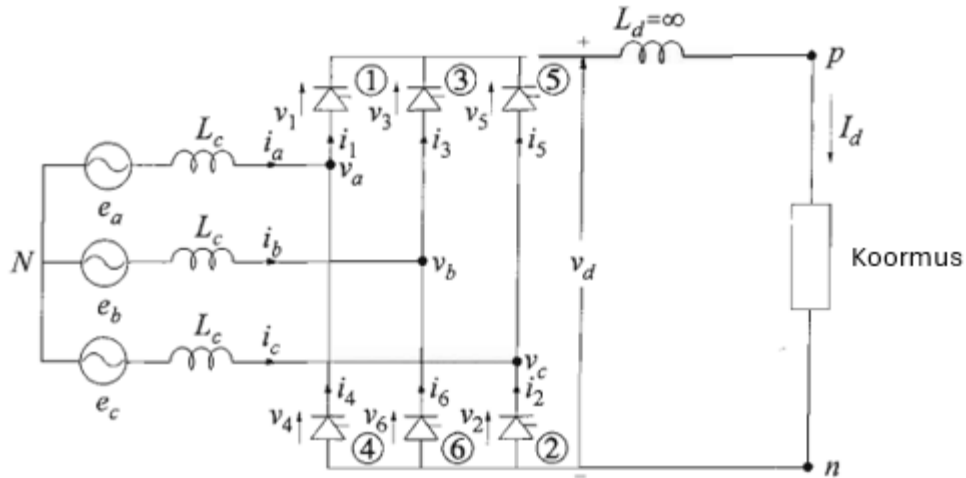 L_d=∞
+
p
① ③ ⑤
v_1 v_3 v_5
I_d
L_c i_a i_1 i_3 i_5
v_a
e_a
L_c i_b
N v_b v_d Koormus
e_b
L_c i_c
v_c
e_c i_4 i_6 i_2
v_4 v_6 v_2
④ ⑥ ②
−
n